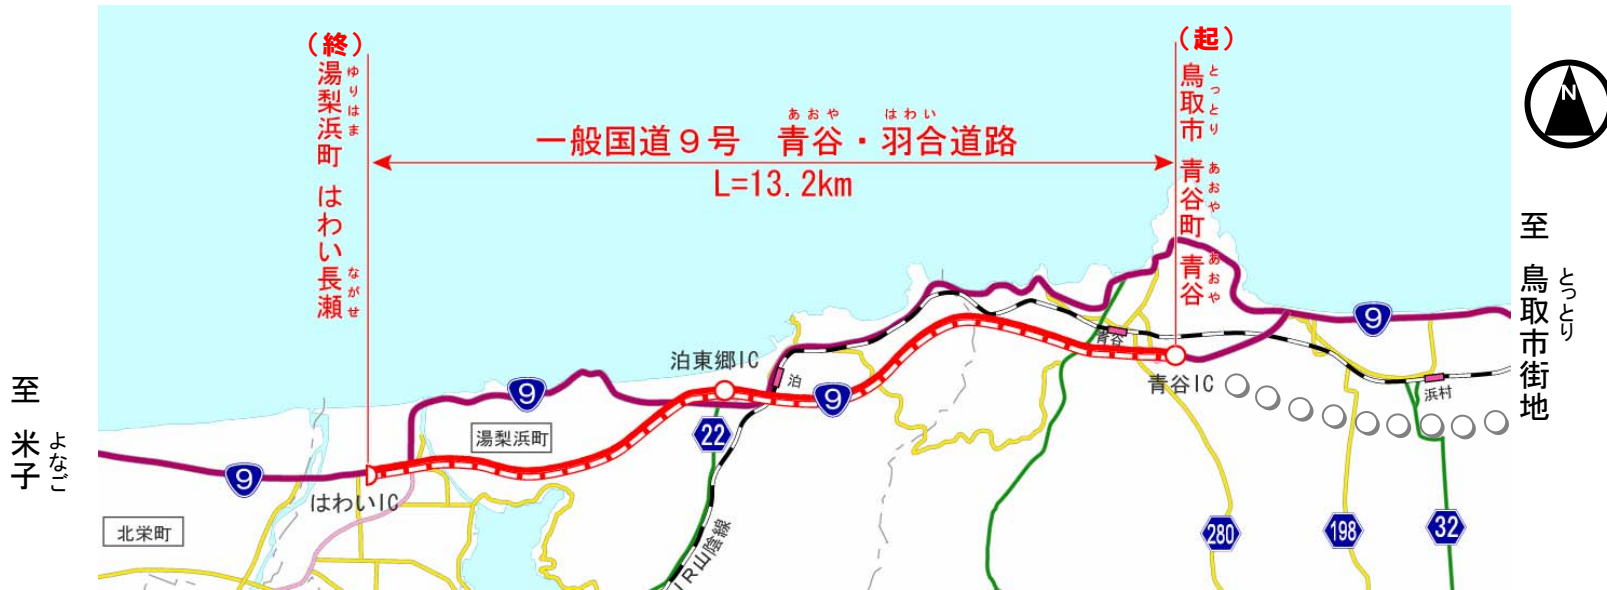 (終)
湯梨浜町 はわい長瀬
ゆりはま
ながせ
(起)
鳥取市 青谷町 青谷
とっとり
あおや
あおや
あおや はわい
一般国道9号 青谷・羽合道路
L=13.2km
N
至 鳥取市街地
とっとり
至 米子
よなご
9
9
9
9
泊東郷IC
泊
22
湯梨浜町
はわいIC
北栄町
JR山陰線
青谷
青谷IC
浜村
280
198
32